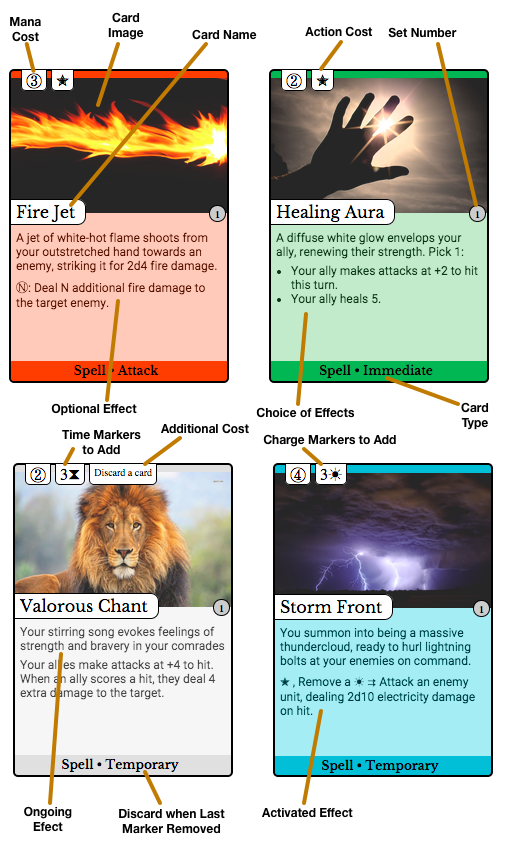 Mana
Cost
Card
Image
Card Name
Action Cost
Set Number
③ ★
② ★
Fire Jet
1
A jet of white-hot flame shoots from
your outstretched hand towards an
enemy, striking it for 2d4 fire damage.
Ⓝ: Deal N additional fire damage to
the target enemy.
Spell • Attack
Healing Aura
1
A diffuse white glow envelops your
ally, renewing their strength. Pick 1:
• Your ally makes attacks at +2 to hit
this turn.
• Your ally heals 5.
Spell • Immediate
Optional Effect
Choice of Effects
Card
Type
Time Markers
to Add
Additional Cost
Charge Markers to Add
② 3⧗ Discard a card
④ 3☀
Valorous Chant
1
Your stirring song evokes feelings of
strength and bravery in your comrades
Your allies make attacks at +4 to hit.
When an ally scores a hit, they deal 4
extra damage to the target.
Spell • Temporary
Storm Front
1
You summon into being a massive
thundercloud, ready to hurl lightning
bolts at your enemies on command.
★, Remove a ☀ ⇉ Attack an enemy
unit, dealing 2d10 electricity damage
on hit.
Spell • Temporary
Ongoing
Efect
Discard when Last
Marker Removed
Activated Effect